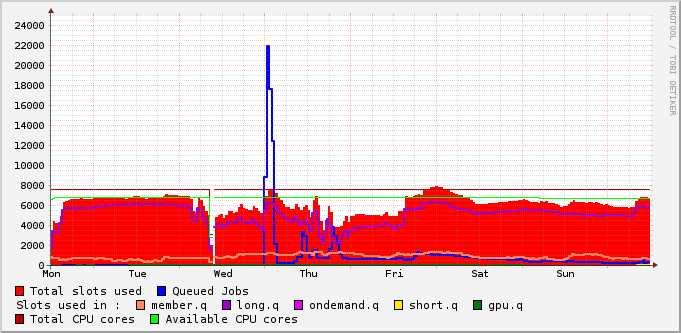 24000
22000
20000
18000
16000
14000
12000
10000
8000
6000
4000
2000
0
Mon Tue Wed Thu Fri Sat Sun
RRDTOOL / TOBI OETIKER
Total slots used Queued Jobs
Slots used in : member.q long.q ondemand.q short.q gpu.q
Total CPU cores Available CPU cores